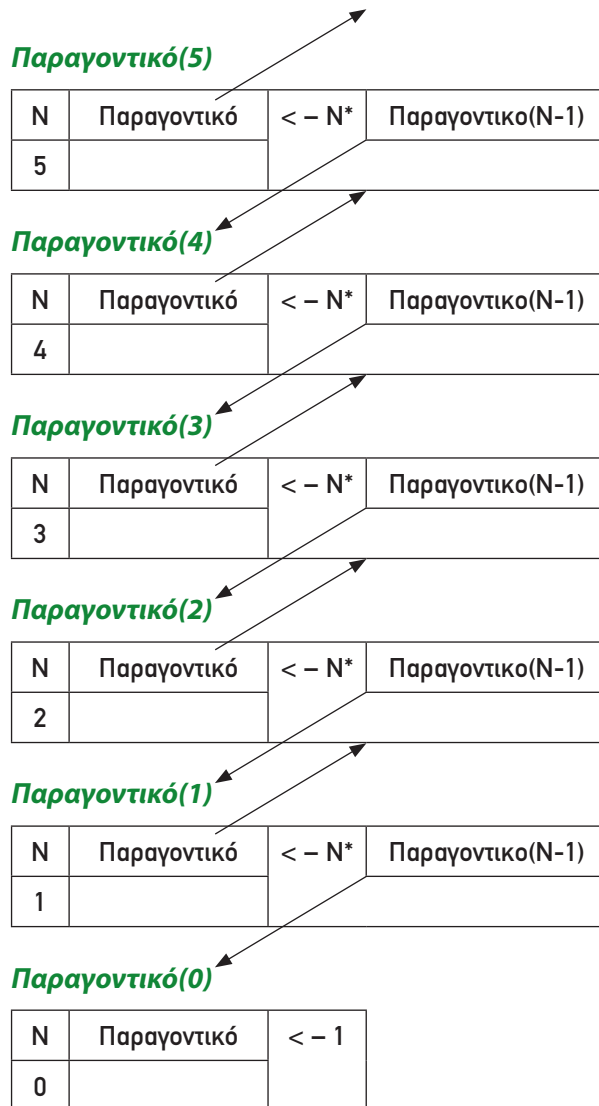 Παραγοντικό(5)
N Παραγοντικό < – N* Παραγοντικο(N-1)
5
Παραγοντικό(4)
N Παραγοντικό < – N* Παραγοντικο(N-1)
4
Παραγοντικό(3)
N Παραγοντικό < – N* Παραγοντικο(N-1)
3
Παραγοντικό(2)
N Παραγοντικό < – N* Παραγοντικο(N-1)
2
Παραγοντικό(1)
N Παραγοντικό < – N* Παραγοντικο(N-1)
1
Παραγοντικό(0)
N Παραγοντικό < – 1
0